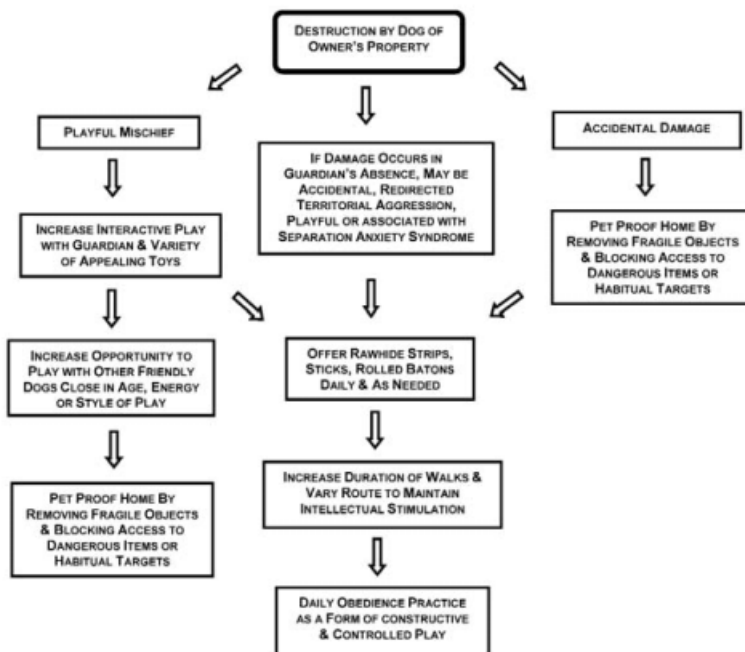 DESTRUCTION BY DOG OF
OWNER'S PROPERTY
PLAYFUL MISCHIEF
IF DAMAGE OCCURS IN
GUARDIAN'S ABSENCE, MAY BE
ACCIDENTAL, REDIRECTED
TERRITORIAL AGGRESSION,
PLAYFUL OR ASSOCIATED WITH
SEPARATION ANXIETY SYNDROME
ACCIDENTAL DAMAGE
INCREASE INTERACTIVE PLAY
WITH GUARDIAN & VARIETY
OF APPEALING TOYS
PET PROOF HOME BY
REMOVING FRAGILE OBJECTS
& BLOCKING ACCESS TO
DANGEROUS ITEMS OR
HABITUAL TARGETS
INCREASE OPPORTUNITY TO
PLAY WITH OTHER FRIENDLY
DOGS CLOSE IN AGE, ENERGY
OR STYLE OF PLAY
OFFER RAWHIDE STRIPS,
STICKS, ROLLED BATONS
DAILY & AS NEEDED
PET PROOF HOME BY
REMOVING FRAGILE OBJECTS
& BLOCKING ACCESS TO
DANGEROUS ITEMS OR
HABITUAL TARGETS
INCREASE DURATION OF WALKS &
VARY ROUTE TO MAINTAIN
INTELLECTUAL STIMULATION
DAILY OBEDIENCE PRACTICE
AS A FORM OF CONSTRUCTIVE
& CONTROLLED PLAY